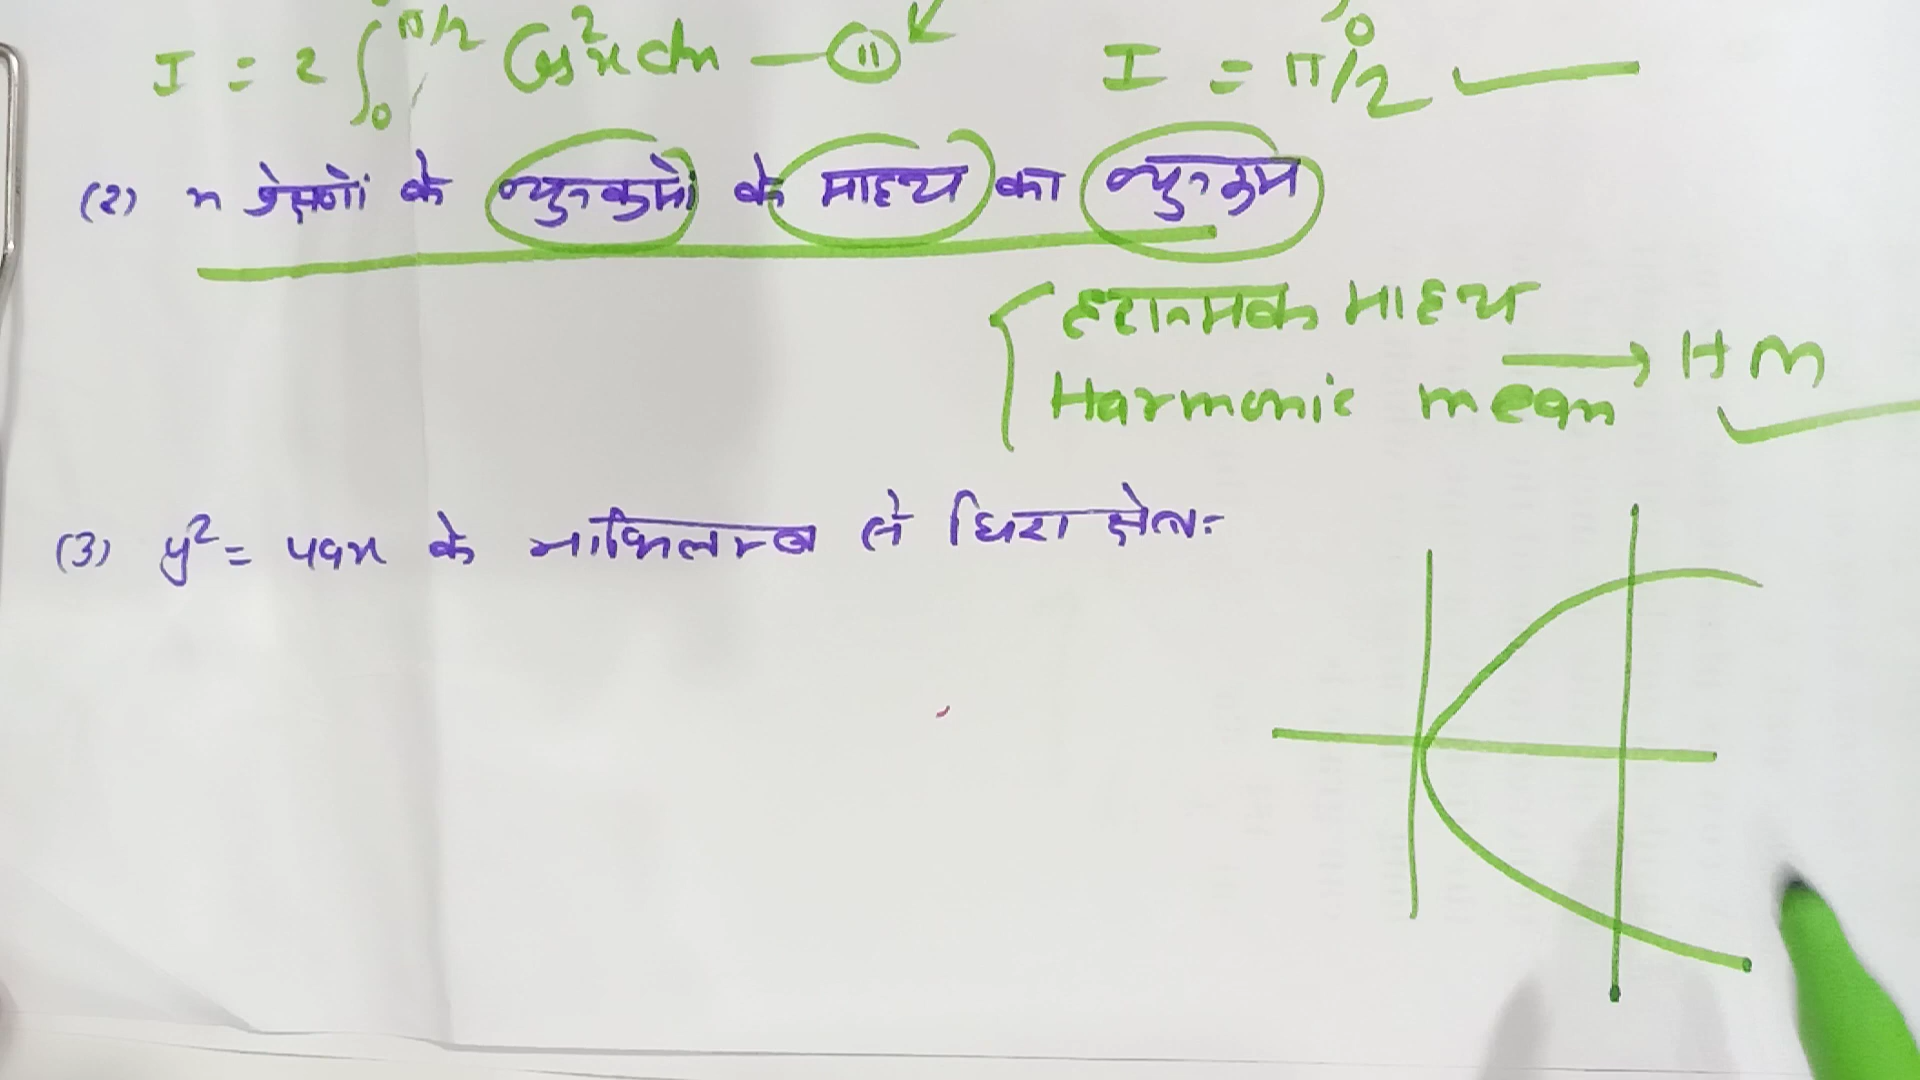 I = 2 ∫₀^π/2 Cos²x dx — (11) I = π/2
(2) n प्रेक्षणों के व्युत्क्रमों के माध्य का व्युत्क्रम
हरात्मक माध्य
Harmonic mean → HM
(3) y² = 4ax के नाभिलम्ब से घिरा क्षेत्र: